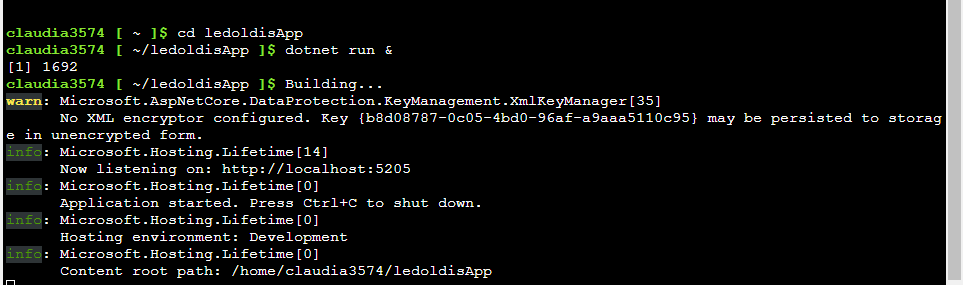 claudia3574 [ ~ ]$ cd ledoldisApp
claudia3574 [ ~/ledoldisApp ]$ dotnet run &
[1] 1692
claudia3574 [ ~/ledoldisApp ]$ Building...
warn: Microsoft.AspNetCore.DataProtection.KeyManagement.XmlKeyManager[35]
      No XML encryptor configured. Key {b8d08787-0c05-4bd0-96af-a9aaa5110c95} may be persisted to storag
e in unencrypted form.
info: Microsoft.Hosting.Lifetime[14]
      Now listening on: http://localhost:5205
info: Microsoft.Hosting.Lifetime[0]
      Application started. Press Ctrl+C to shut down.
info: Microsoft.Hosting.Lifetime[0]
      Hosting environment: Development
info: Microsoft.Hosting.Lifetime[0]
      Content root path: /home/claudia3574/ledoldisApp